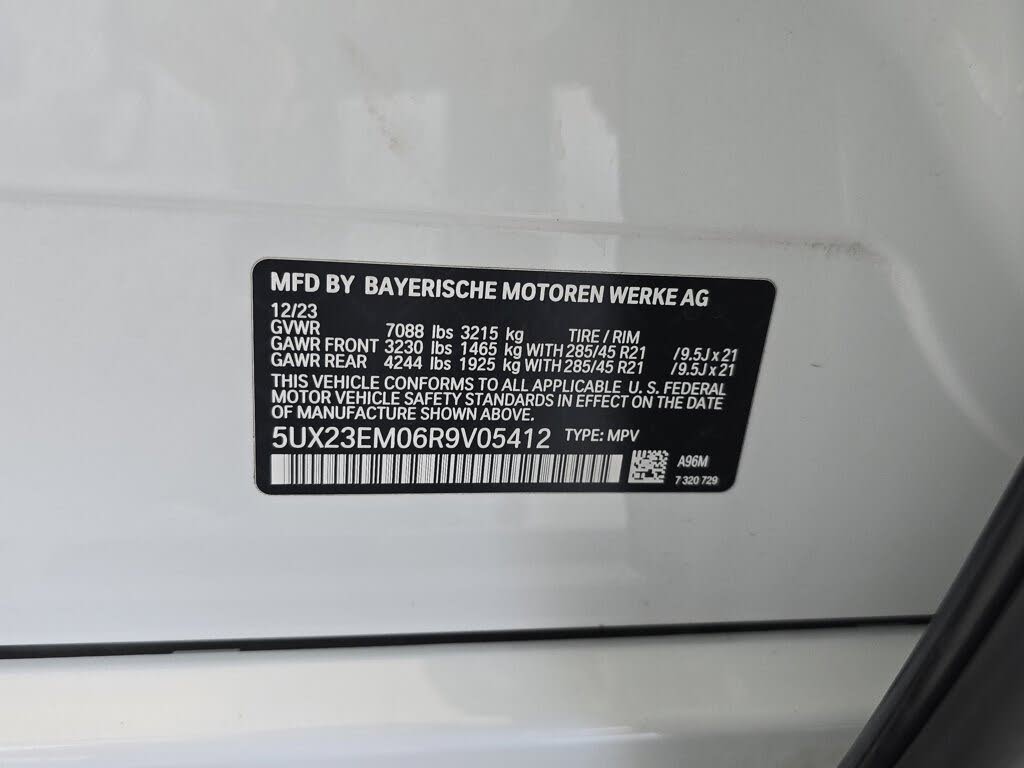 MFD BY BAYERISCHE MOTOREN WERKE AG
12/23
GVWR 7088 lbs 3215 kg TIRE / RIM
GAWR FRONT 3230 lbs 1465 kg WITH 285/45 R21 / 9.5J x 21
GAWR REAR 4244 lbs 1925 kg WITH 285/45 R21 / 9.5J x 21
THIS VEHICLE CONFORMS TO ALL APPLICABLE U. S. FEDERAL
MOTOR VEHICLE SAFETY STANDARDS IN EFFECT ON THE DATE
OF MANUFACTURE SHOWN ABOVE.
5UX23EM06R9V05412 TYPE: MPV
A96M
7 320 729